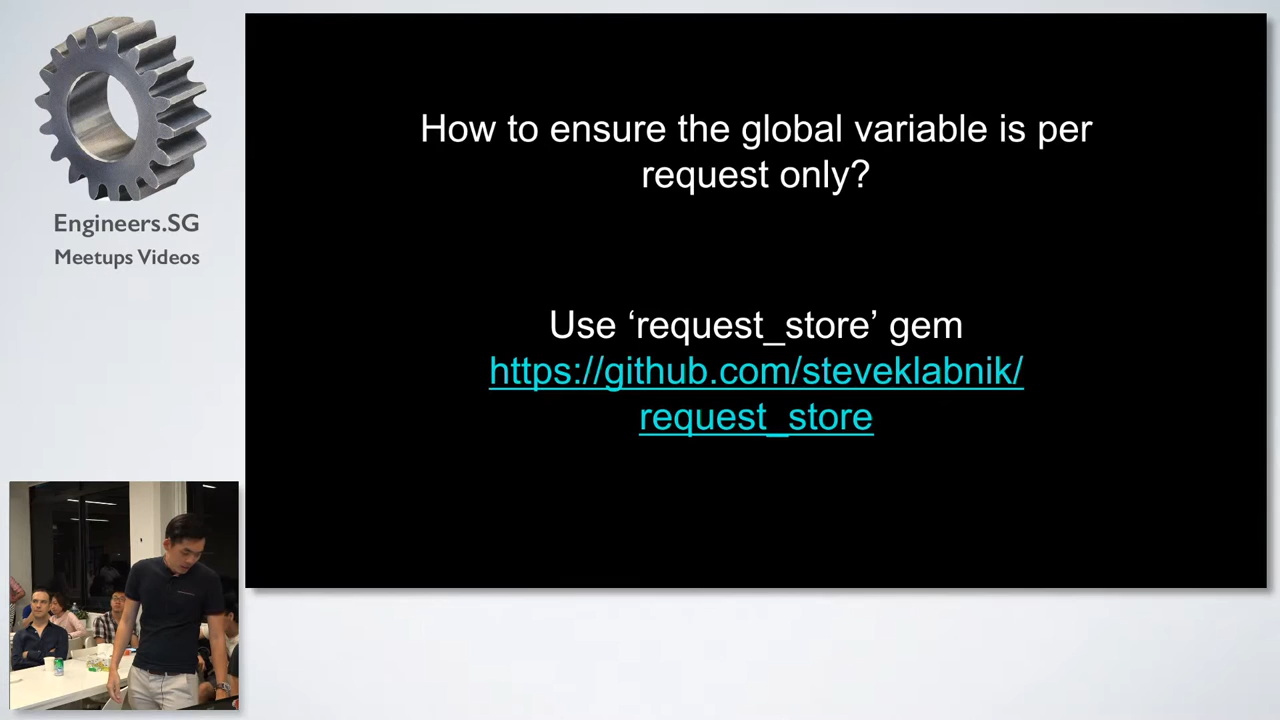 Engineers.SG
Meetups Videos
How to ensure the global variable is per
request only?
Use ‘request_store’ gem
https://github.com/steveklabnik/
request_store